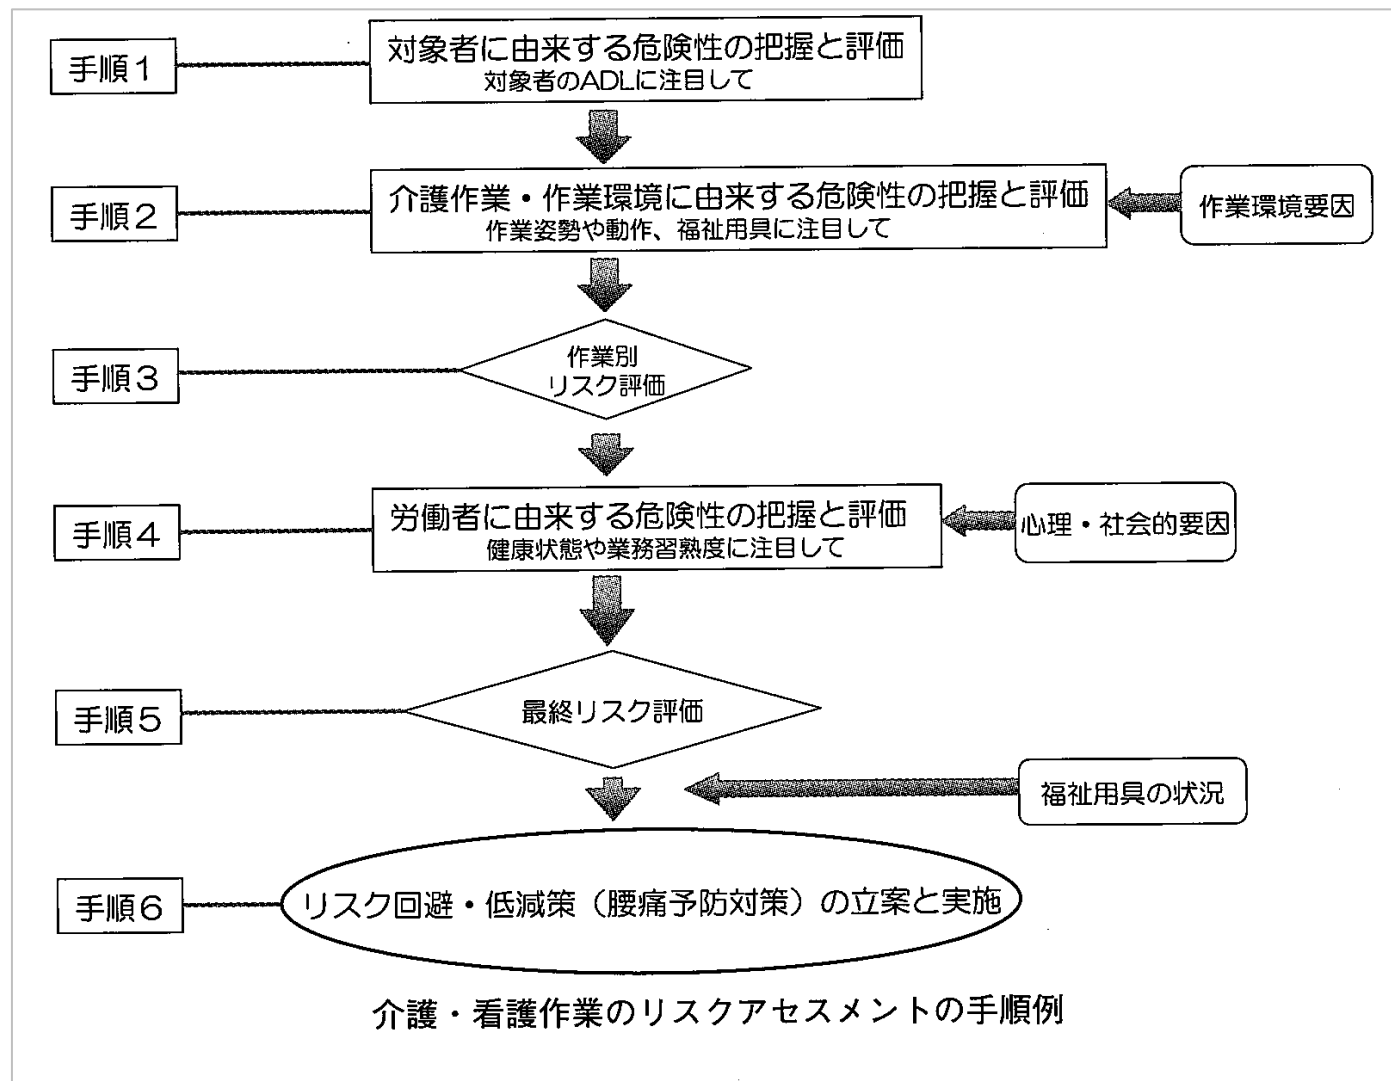 手順1
対象者に由来する危険性の把握と評価
対象者のADLに注目して
手順2
介護作業・作業環境に由来する危険性の把握と評価
作業姿勢や動作、福祉用具に注目して
作業環境要因
手順3
作業別
リスク評価
手順4
労働者に由来する危険性の把握と評価
健康状態や業務習熟度に注目して
心理・社会的要因
手順5
最終リスク評価
福祉用具の状況
手順6
リスク回避・低減策（腰痛予防対策）の立案と実施
介護・看護作業のリスクアセスメントの手順例